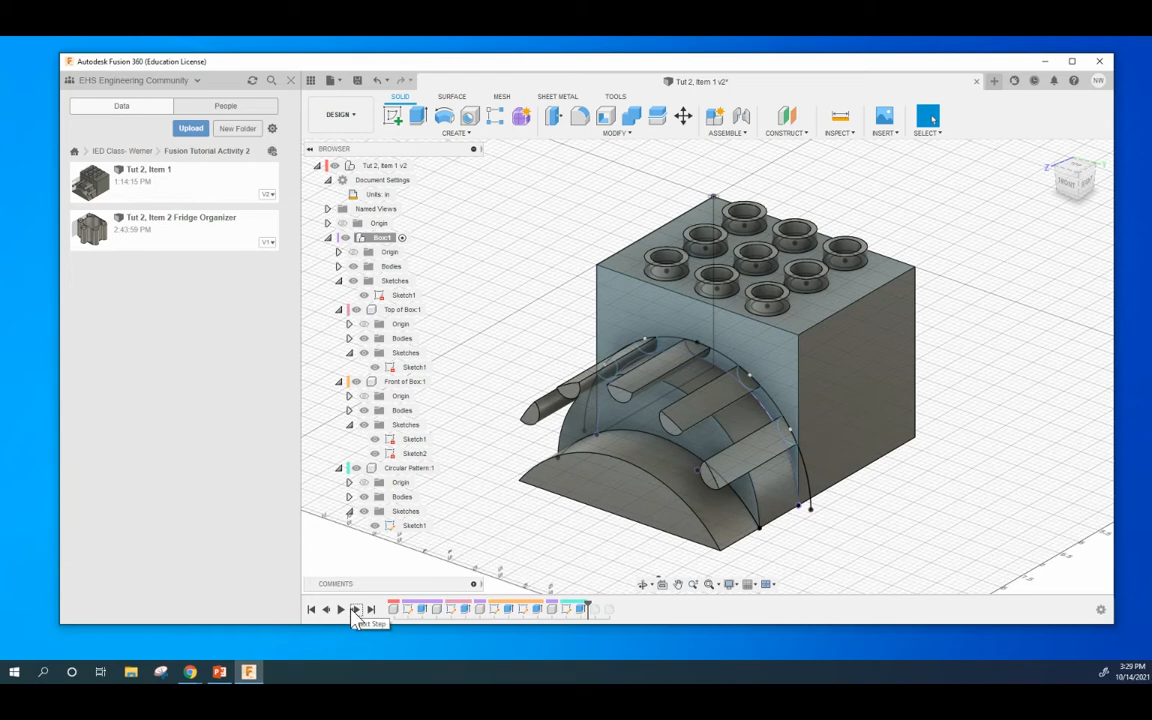 Autodesk Fusion 360 (Education License)
EHS Engineering Community
Tut 2, Item 1 v2*
NW
Data
People
Upload
New Folder
IED Class- Werner
Fusion Tutorial Activity 2
Tut 2, Item 1
1:14:15 PM
V2
Tut 2, Item 2 Fridge Organizer
2:43:59 PM
V1
DESIGN
SOLID
SURFACE
MESH
SHEET METAL
TOOLS
CREATE
MODIFY
ASSEMBLE
CONSTRUCT
INSPECT
INSERT
SELECT
BROWSER
Tut 2, Item 1 v2
Document Settings
Units: in
Named Views
Origin
Box:1
Origin
Bodies
Sketches
Sketch1
Top of Box:1
Origin
Bodies
Sketches
Sketch1
Front of Box:1
Origin
Bodies
Sketches
Sketch1
Sketch2
Circular Pattern:1
Origin
Bodies
Sketches
Sketch1
Z
Y
TOP
FRONT
COMMENTS
Step
3:29 PM
10/14/2021